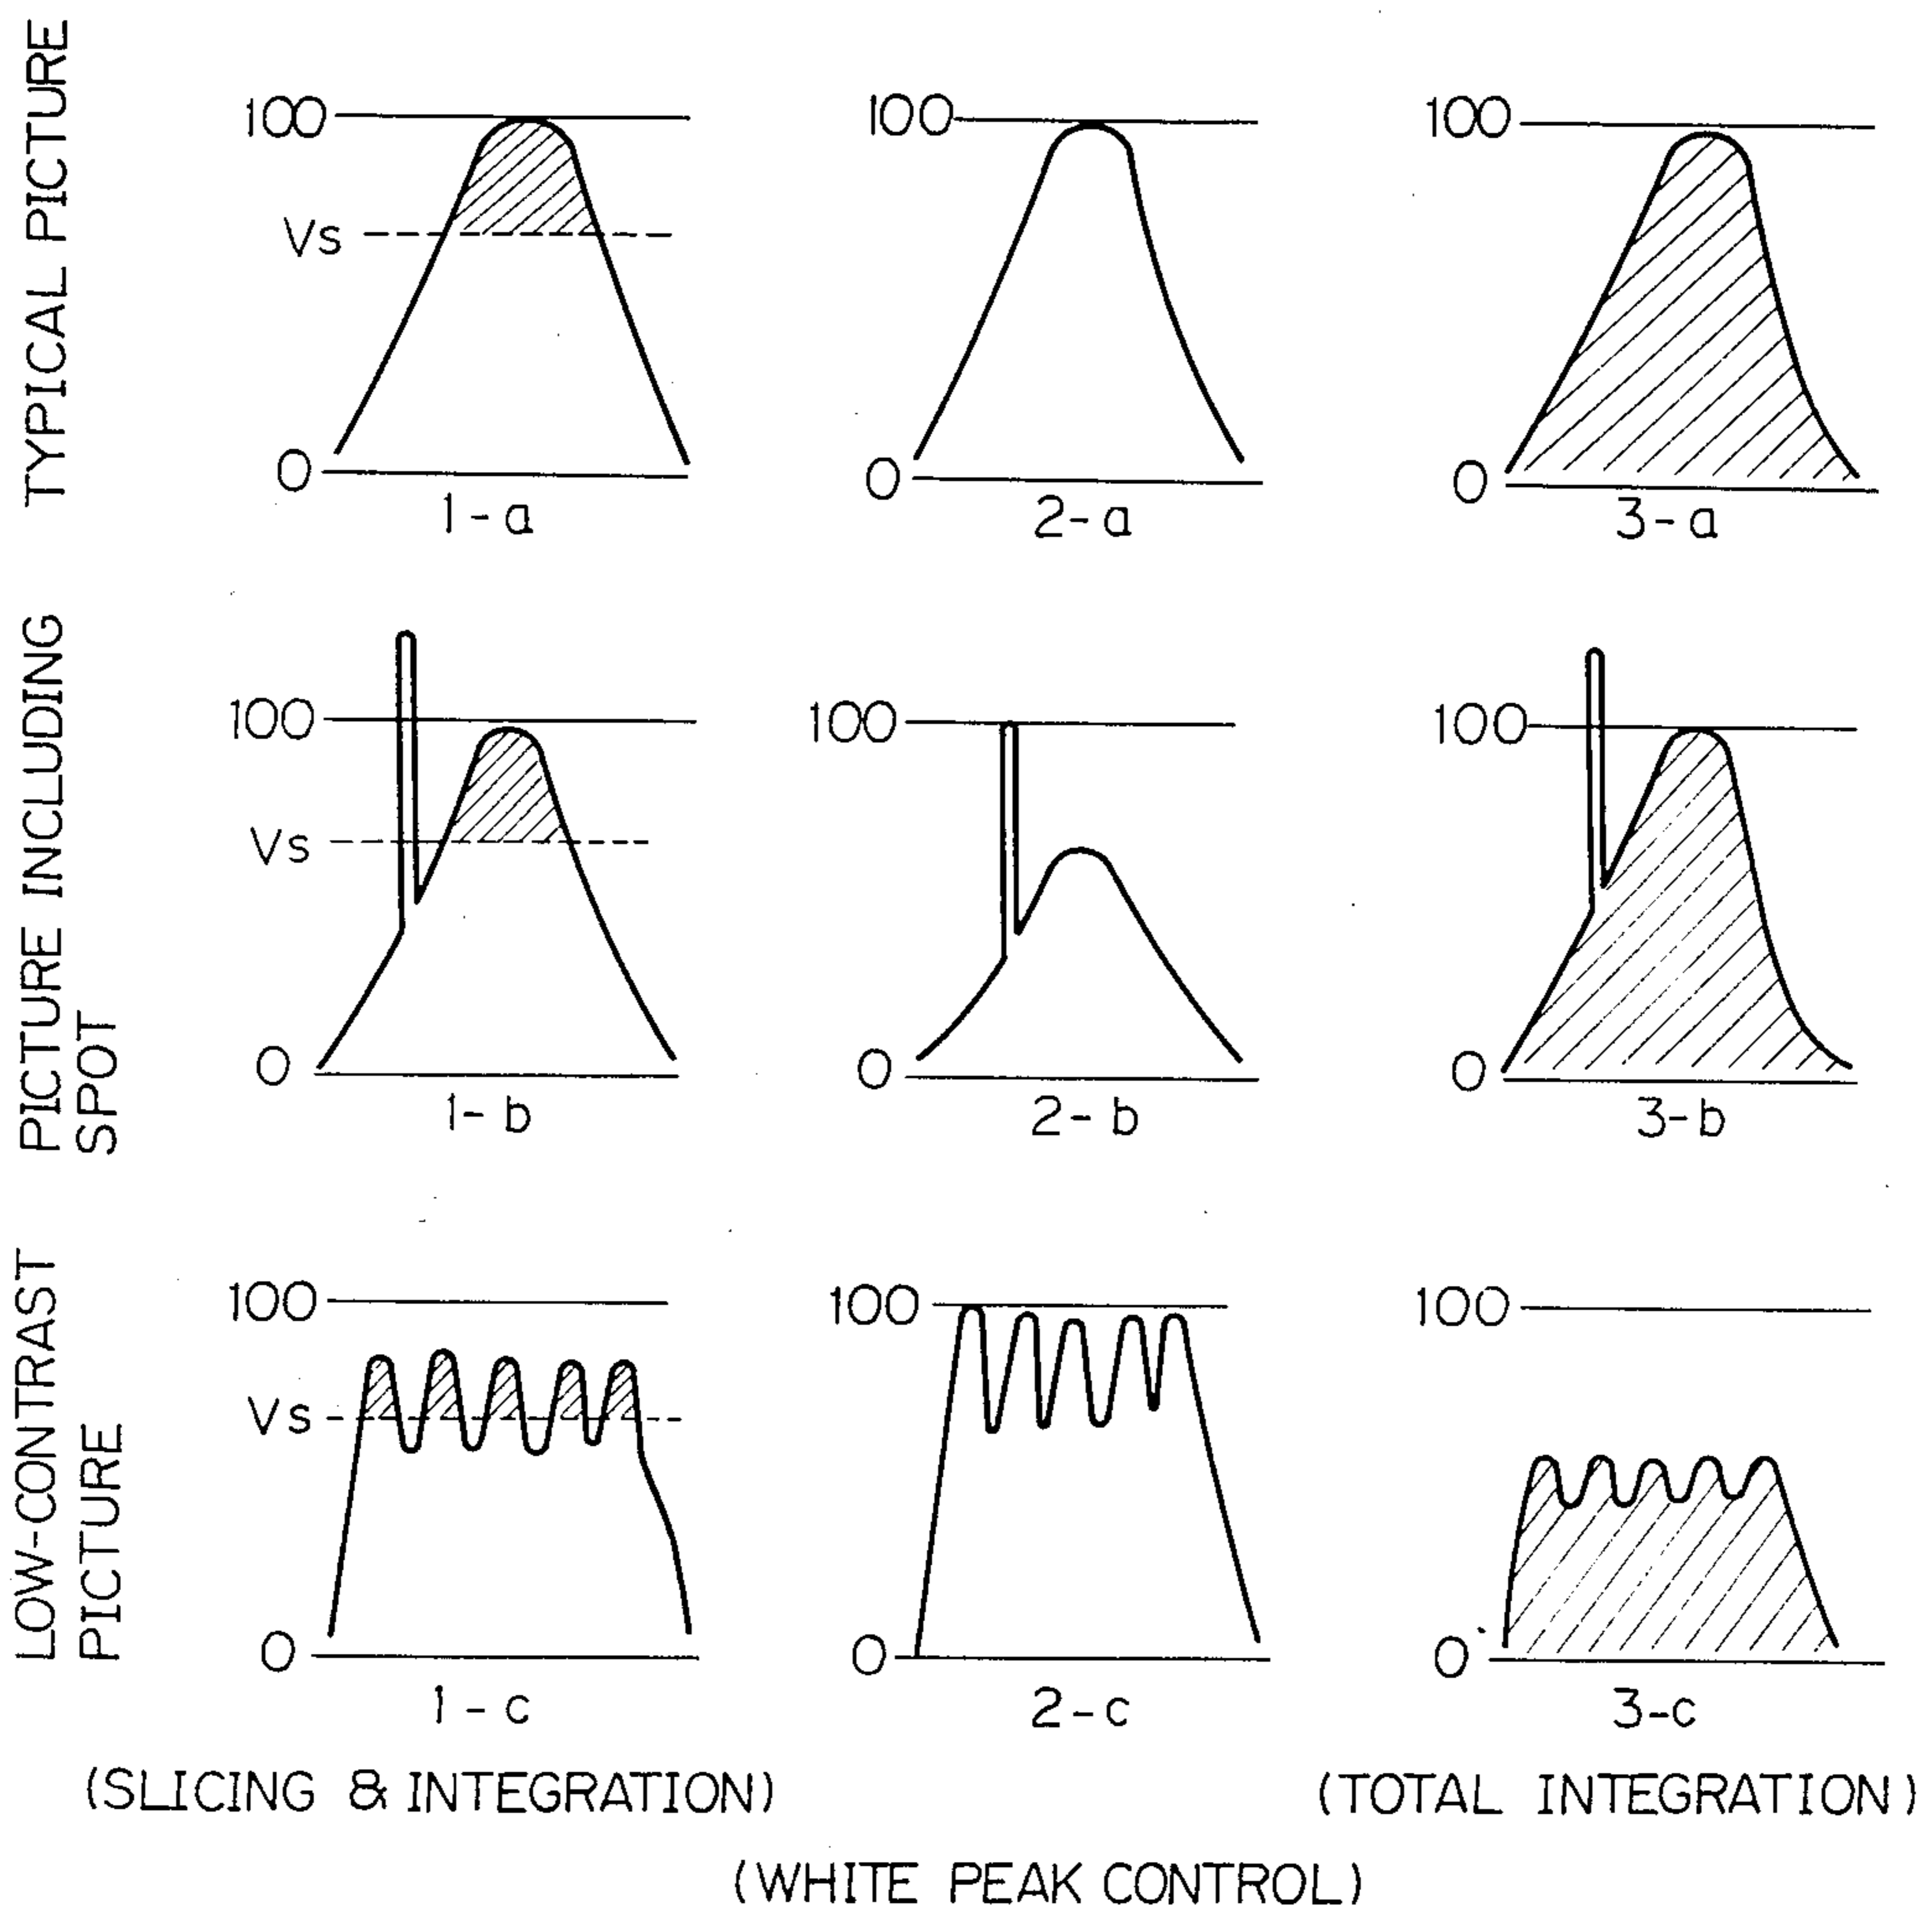 TYPICAL PICTURE
100
100
100
Vs
0
0
0
1-a
2-a
3-a
PICTURE INCLUDING
SPOT
100
100
100
Vs
0
0
0
1-b
2-b
3-b
LOW-CONTRAST
PICTURE
100
100
100
Vs
0
0
0
1-c
2-c
3-c
(SLICING & INTEGRATION)
(TOTAL INTEGRATION)
(WHITE PEAK CONTROL)